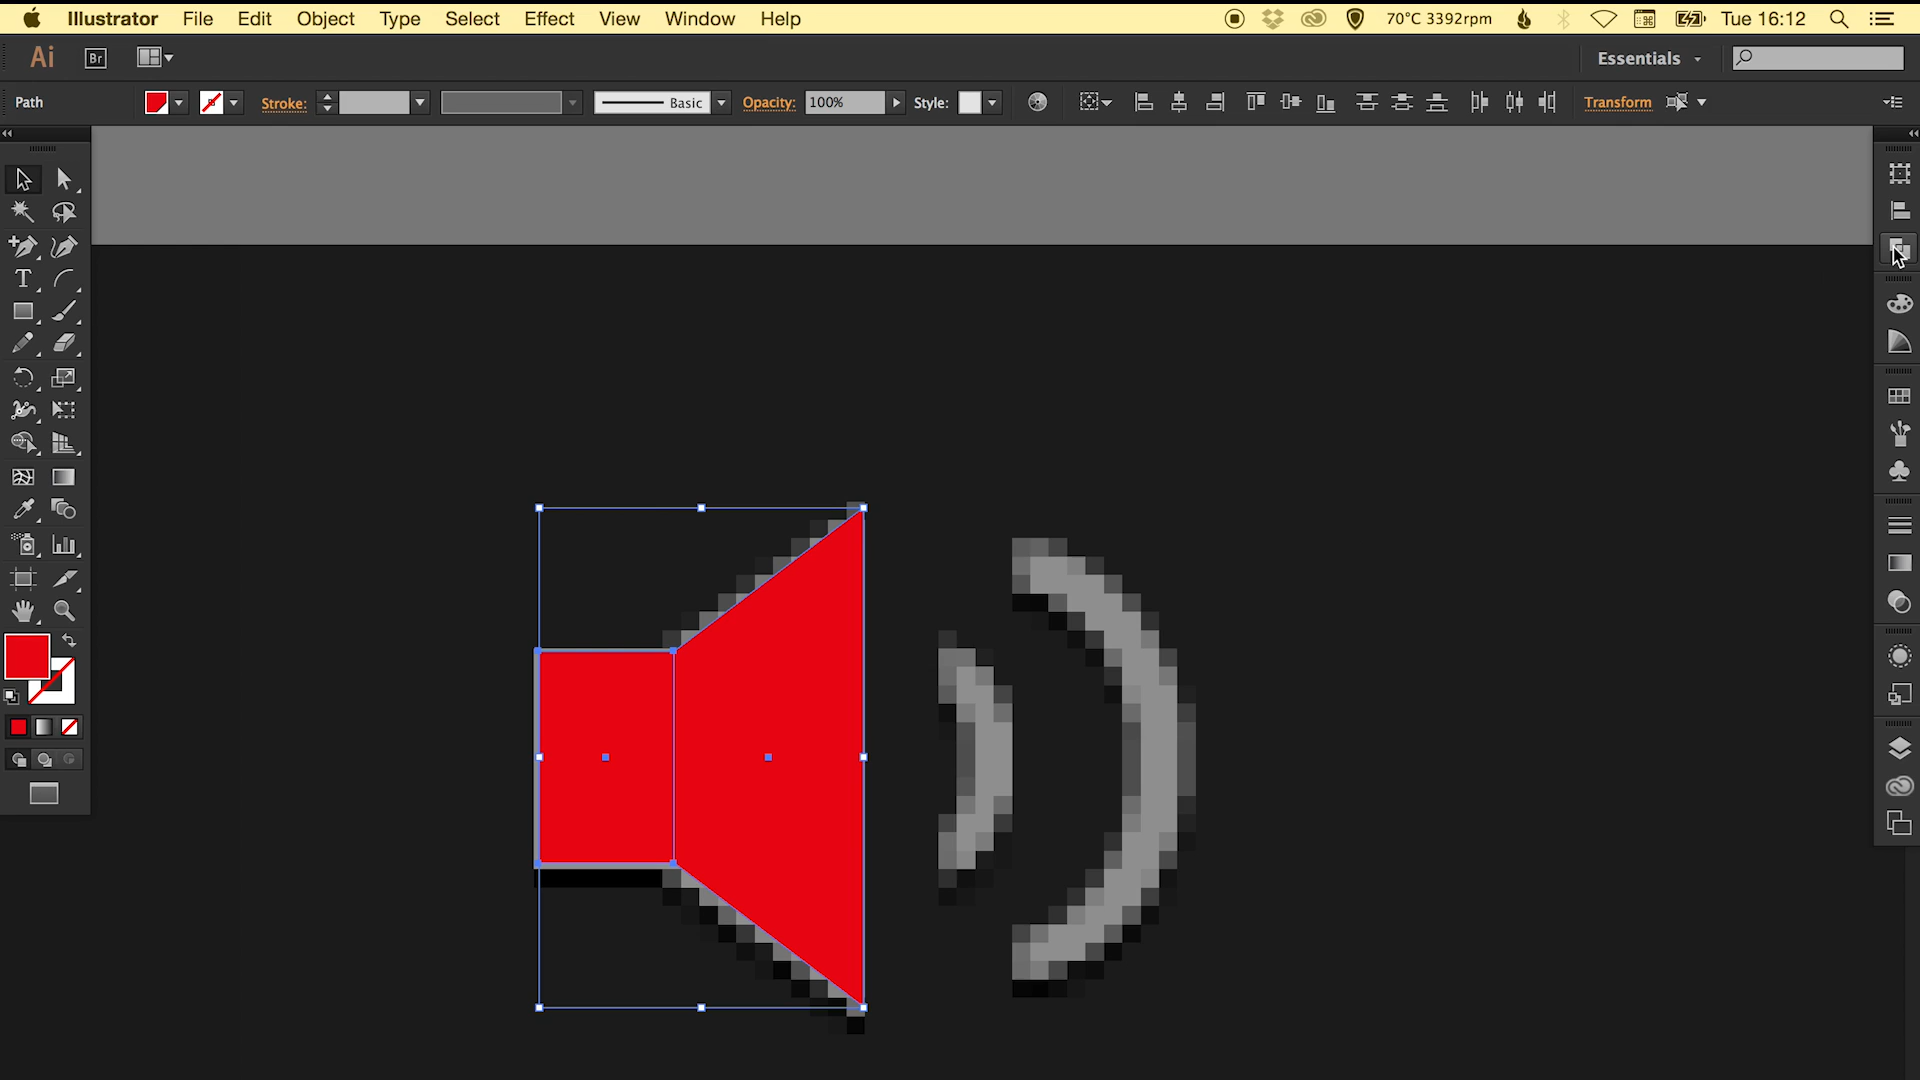 Illustrator File Edit Object Type Select Effect View Window Help 70°C 3392rpm Tue 16:12
Ai Br Essentials
Path Stroke: Basic Opacity: 100% Style: Transform
T